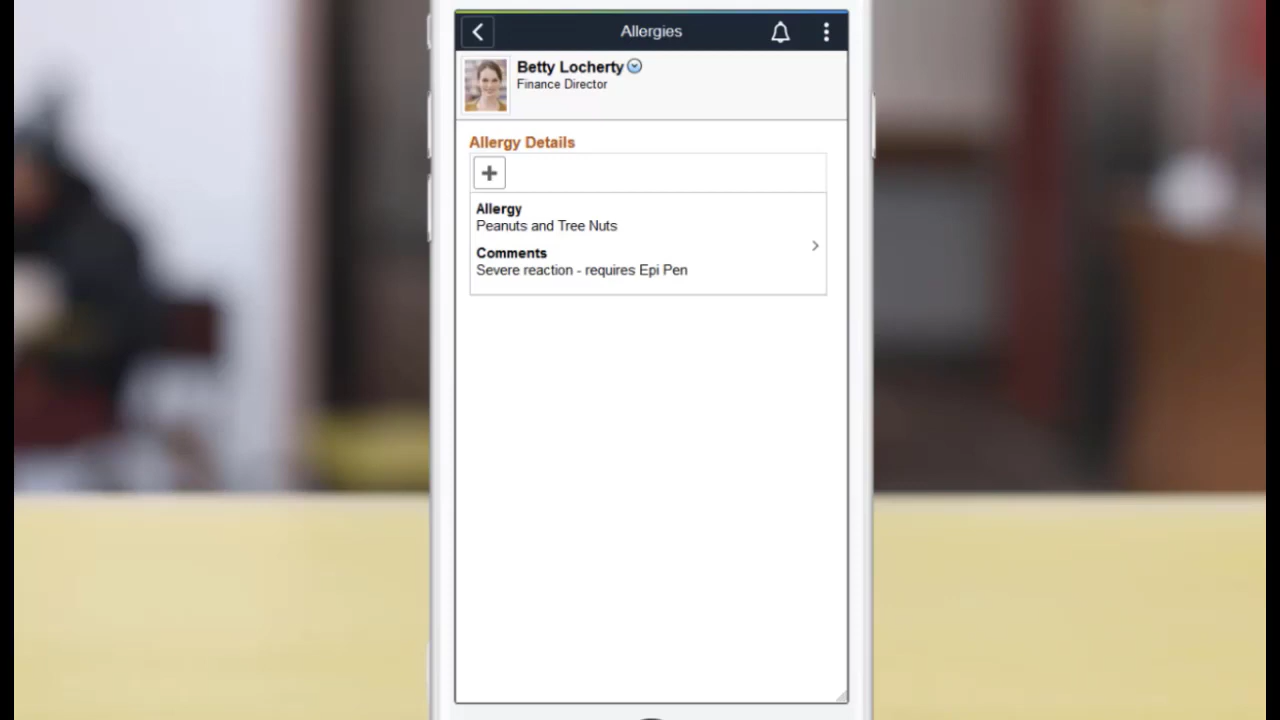 Allergies
Betty Locherty
Finance Director
Allergy Details
Allergy
Peanuts and Tree Nuts
Comments
Severe reaction - requires Epi Pen